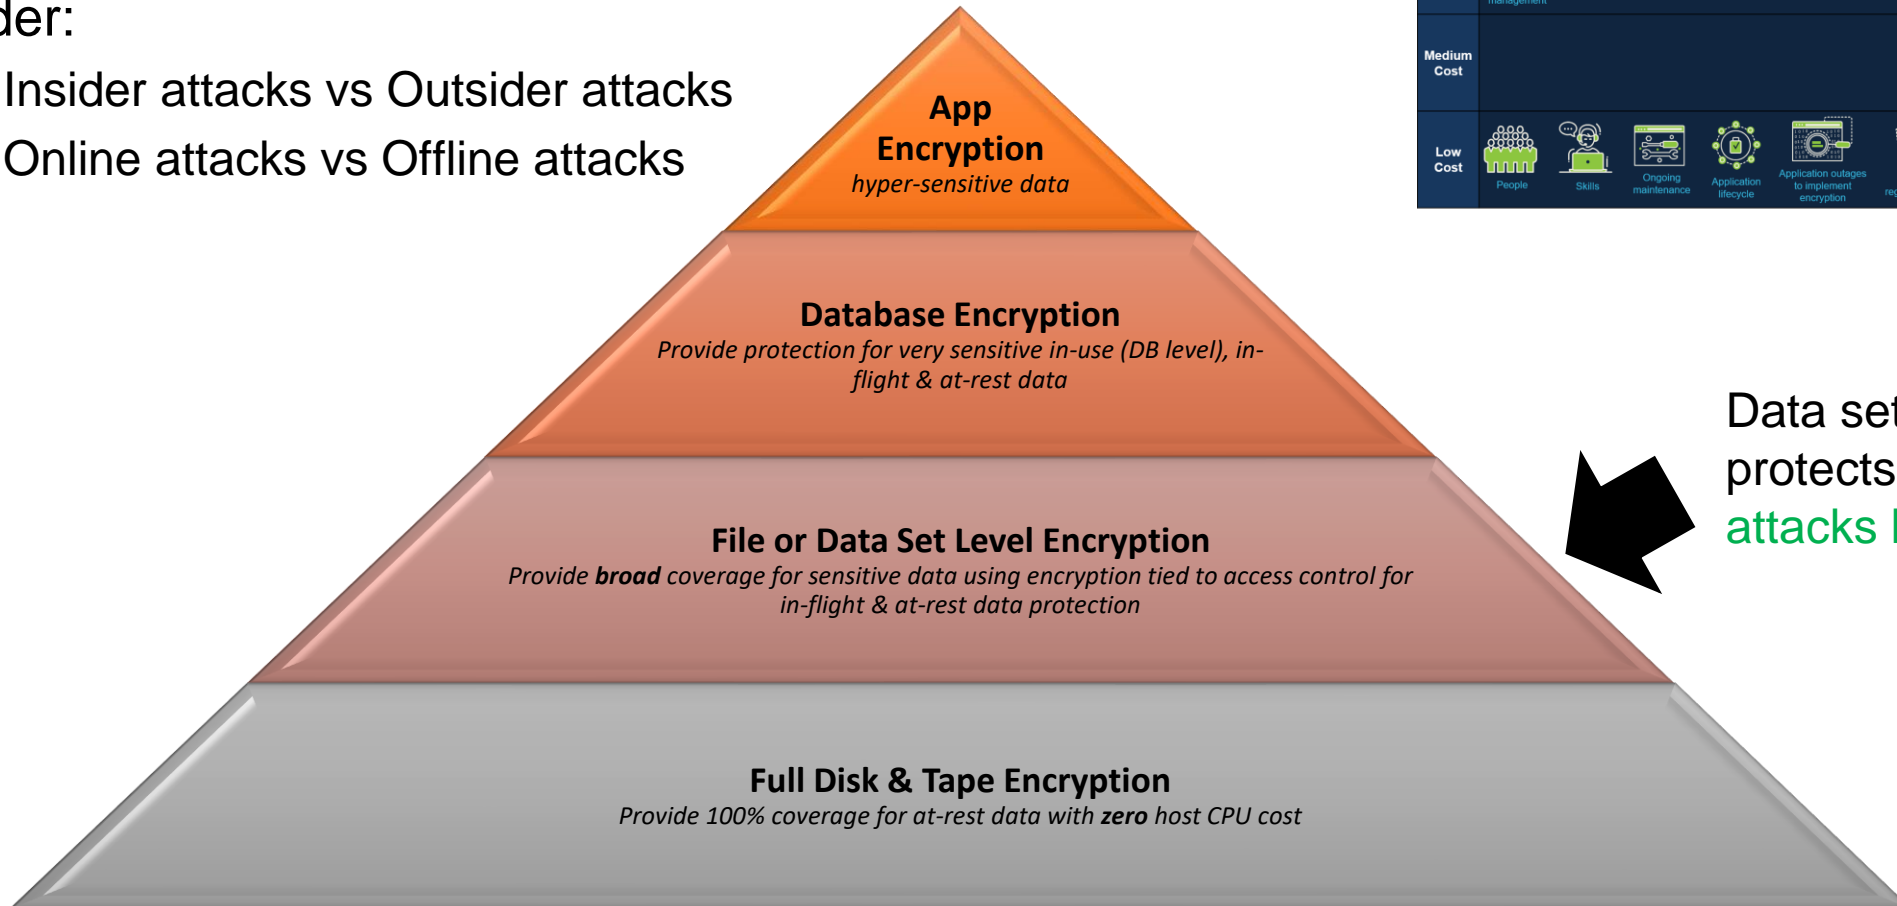 der:
Insider attacks vs Outsider attacks
Online attacks vs Offline attacks
management
Medium
Cost
Low
Cost
People
Skills
Ongoing
maintenance
Application
lifecycle
Application outages
to implement
encryption
App
Encryption
hyper-sensitive data
Database Encryption
Provide protection for very sensitive in-use (DB level), in-
flight & at-rest data
Data set
protects
attacks
File or Data Set Level Encryption
Provide broad coverage for sensitive data using encryption tied to access control for
in-flight & at-rest data protection
Full Disk & Tape Encryption
Provide 100% coverage for at-rest data with zero host CPU cost